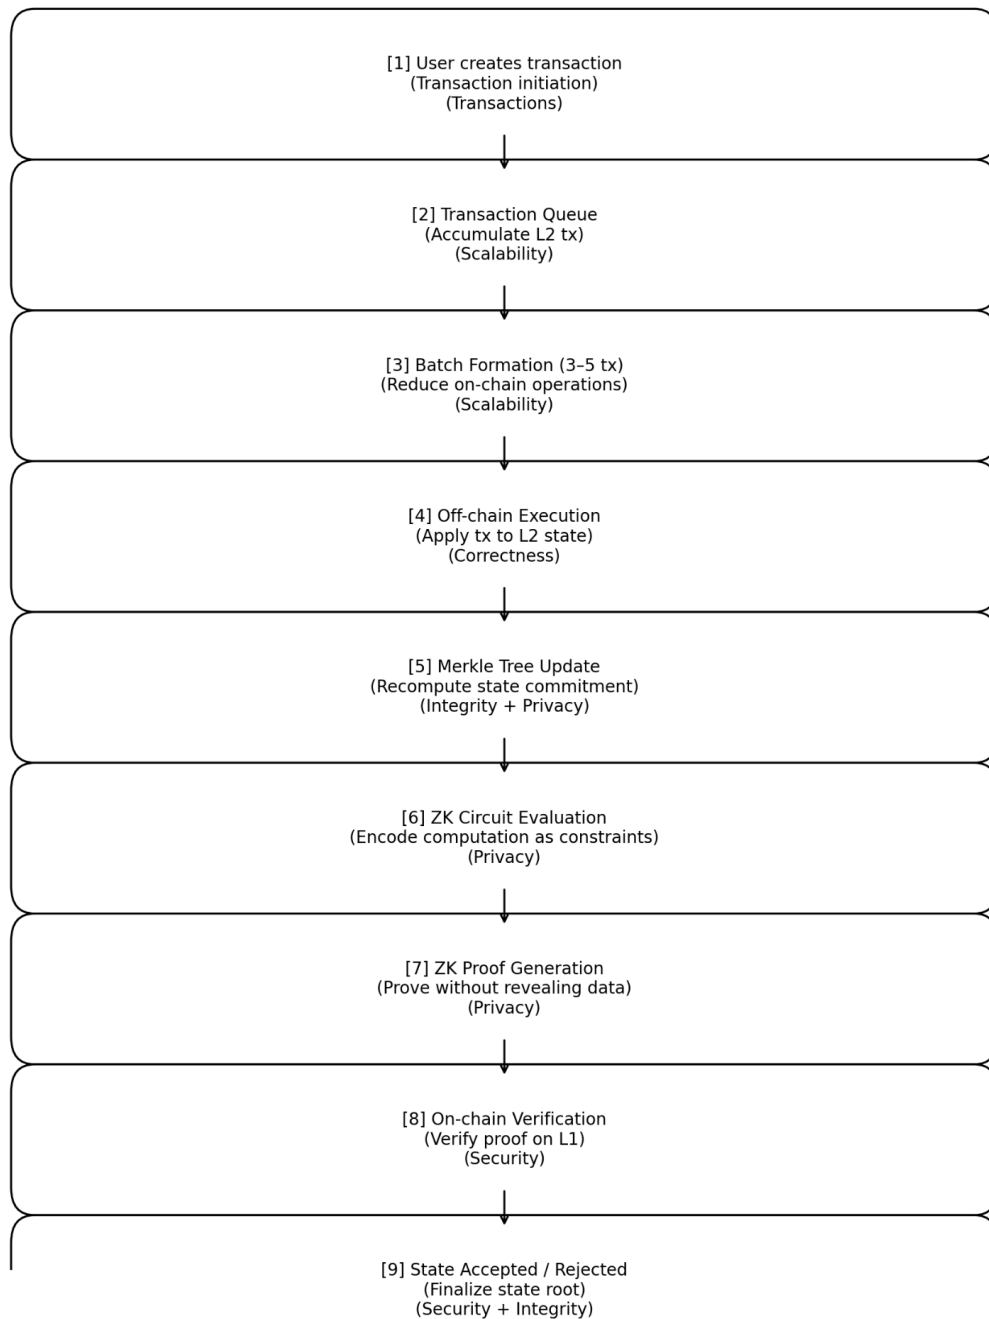 [1] User creates transaction
(Transaction initiation)
(Transactions)
[2] Transaction Queue
(Accumulate L2 tx)
(Scalability)
[3] Batch Formation (3–5 tx)
(Reduce on-chain operations)
(Scalability)
[4] Off-chain Execution
(Apply tx to L2 state)
(Correctness)
[5] Merkle Tree Update
(Recompute state commitment)
(Integrity + Privacy)
[6] ZK Circuit Evaluation
(Encode computation as constraints)
(Privacy)
[7] ZK Proof Generation
(Prove without revealing data)
(Privacy)
[8] On-chain Verification
(Verify proof on L1)
(Security)
[9] State Accepted / Rejected
(Finalize state root)
(Security + Integrity)